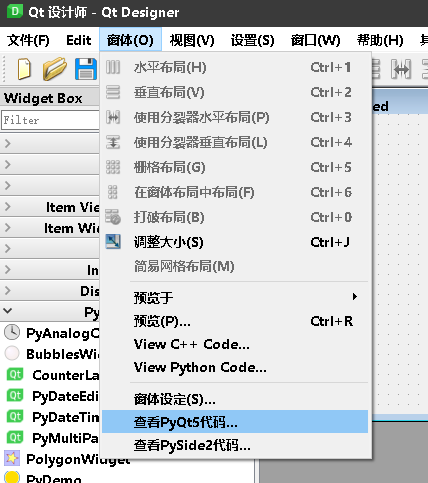 Qt 设计师 - Qt Designer
文件(F) Edit 窗体(O) 视图(V) 设置(S) 窗口(W) 帮助(H)
Widget Box
Filter
水平布局(H) Ctrl+1
垂直布局(V) Ctrl+2
使用分裂器水平布局(P) Ctrl+3
使用分裂器垂直布局(L) Ctrl+4
栅格布局(G) Ctrl+5
在窗体布局中布局(F) Ctrl+6
打破布局(B) Ctrl+0
调整大小(S) Ctrl+J
简易网格布局(M)
预览于
预览(P)... Ctrl+R
View C++ Code...
View Python Code...
窗体设定(S)...
查看PyQt5代码...
查看PySide2代码...
ed
Item Vie
Item Wid
In
Dis
Py
PyAnalogC
BubblesWid
CounterLa
PyDateEdi
PyDateTim
PyMultiPa
PolygonWidget
PyDemo